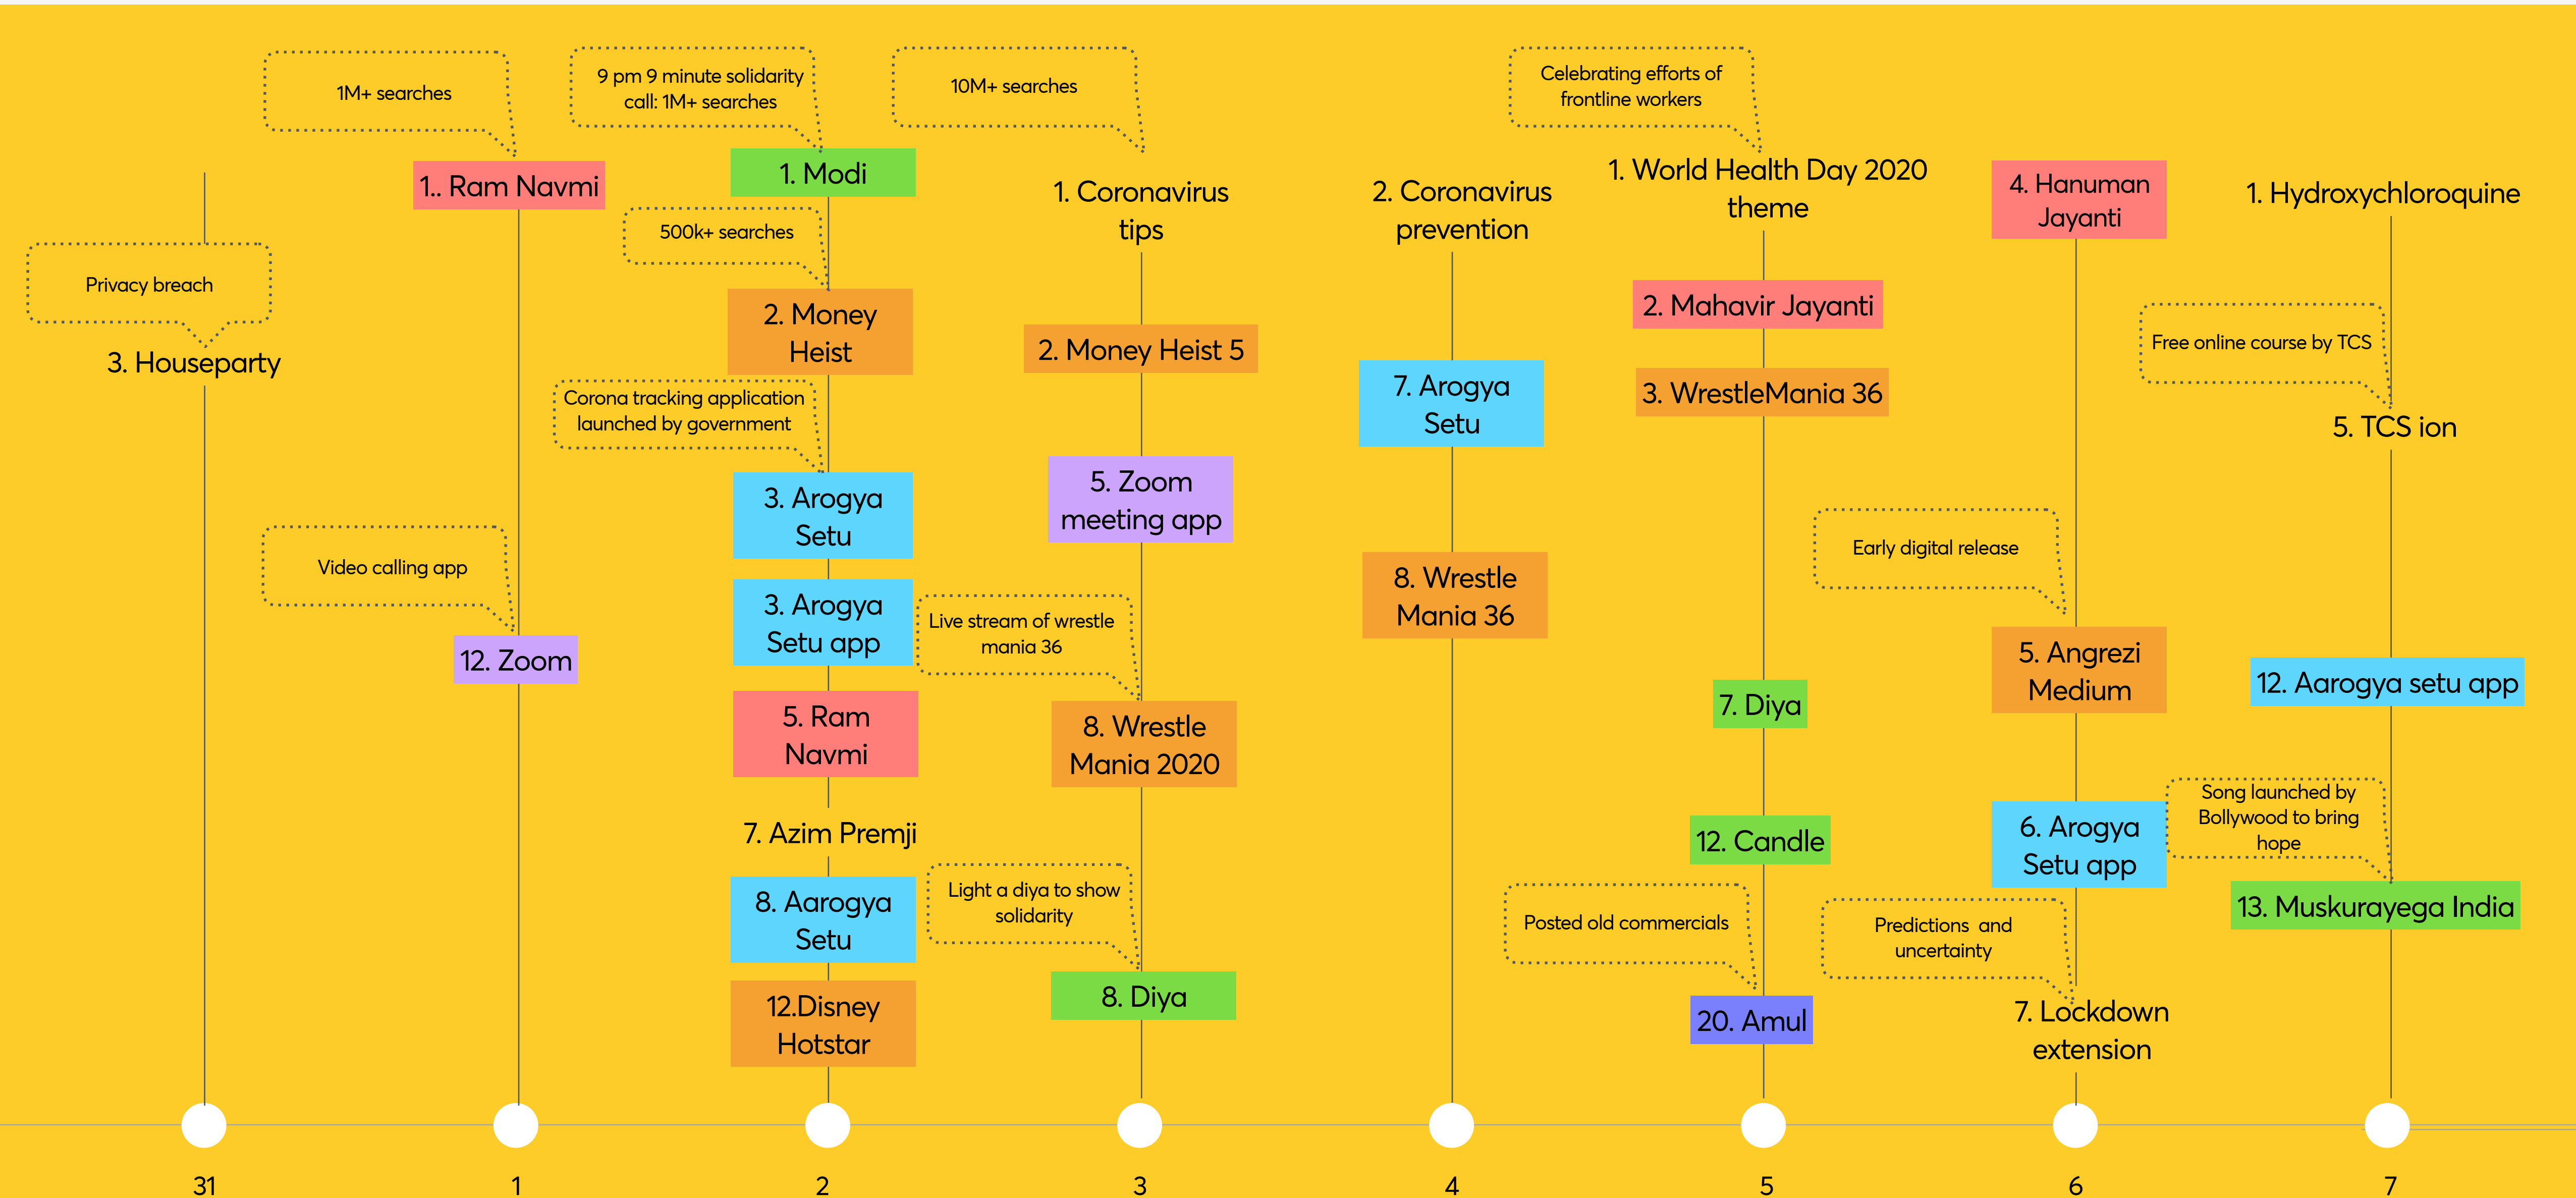 Privacy breach
3. Houseparty
31
1M+ searches
1.. Ram Navmi
Video calling app
12. Zoom
1
9 pm 9 minute solidarity
call: 1M+ searches
1. Modi
500k+ searches
2. Money
Heist
Corona tracking application
launched by government
3. Arogya
Setu
3. Arogya
Setu app
5. Ram
Navmi
7. Azim Premji
8. Aarogya
Setu
12.Disney
Hotstar
2
10M+ searches
1. Coronavirus
tips
2. Money Heist 5
5. Zoom
meeting app
Live stream of wrestle
mania 36
8. Wrestle
Mania 2020
Light a diya to show
solidarity
8. Diya
3
2. Coronavirus
prevention
7. Arogya
Setu
8. Wrestle
Mania 36
4
Celebrating efforts of
frontline workers
1. World Health Day 2020
theme
2. Mahavir Jayanti
3. WrestleMania 36
7. Diya
12. Candle
Posted old commercials
20. Amul
5
4. Hanuman
Jayanti
Early digital release
5. Angrezi
Medium
6. Arogya
Setu app
Predictions and
uncertainty
7. Lockdown
extension
6
1. Hydroxychloroquine
Free online course by TCS
5. TCS ion
12. Aarogya setu app
Song launched by
Bollywood to bring
hope
13. Muskurayega India
7